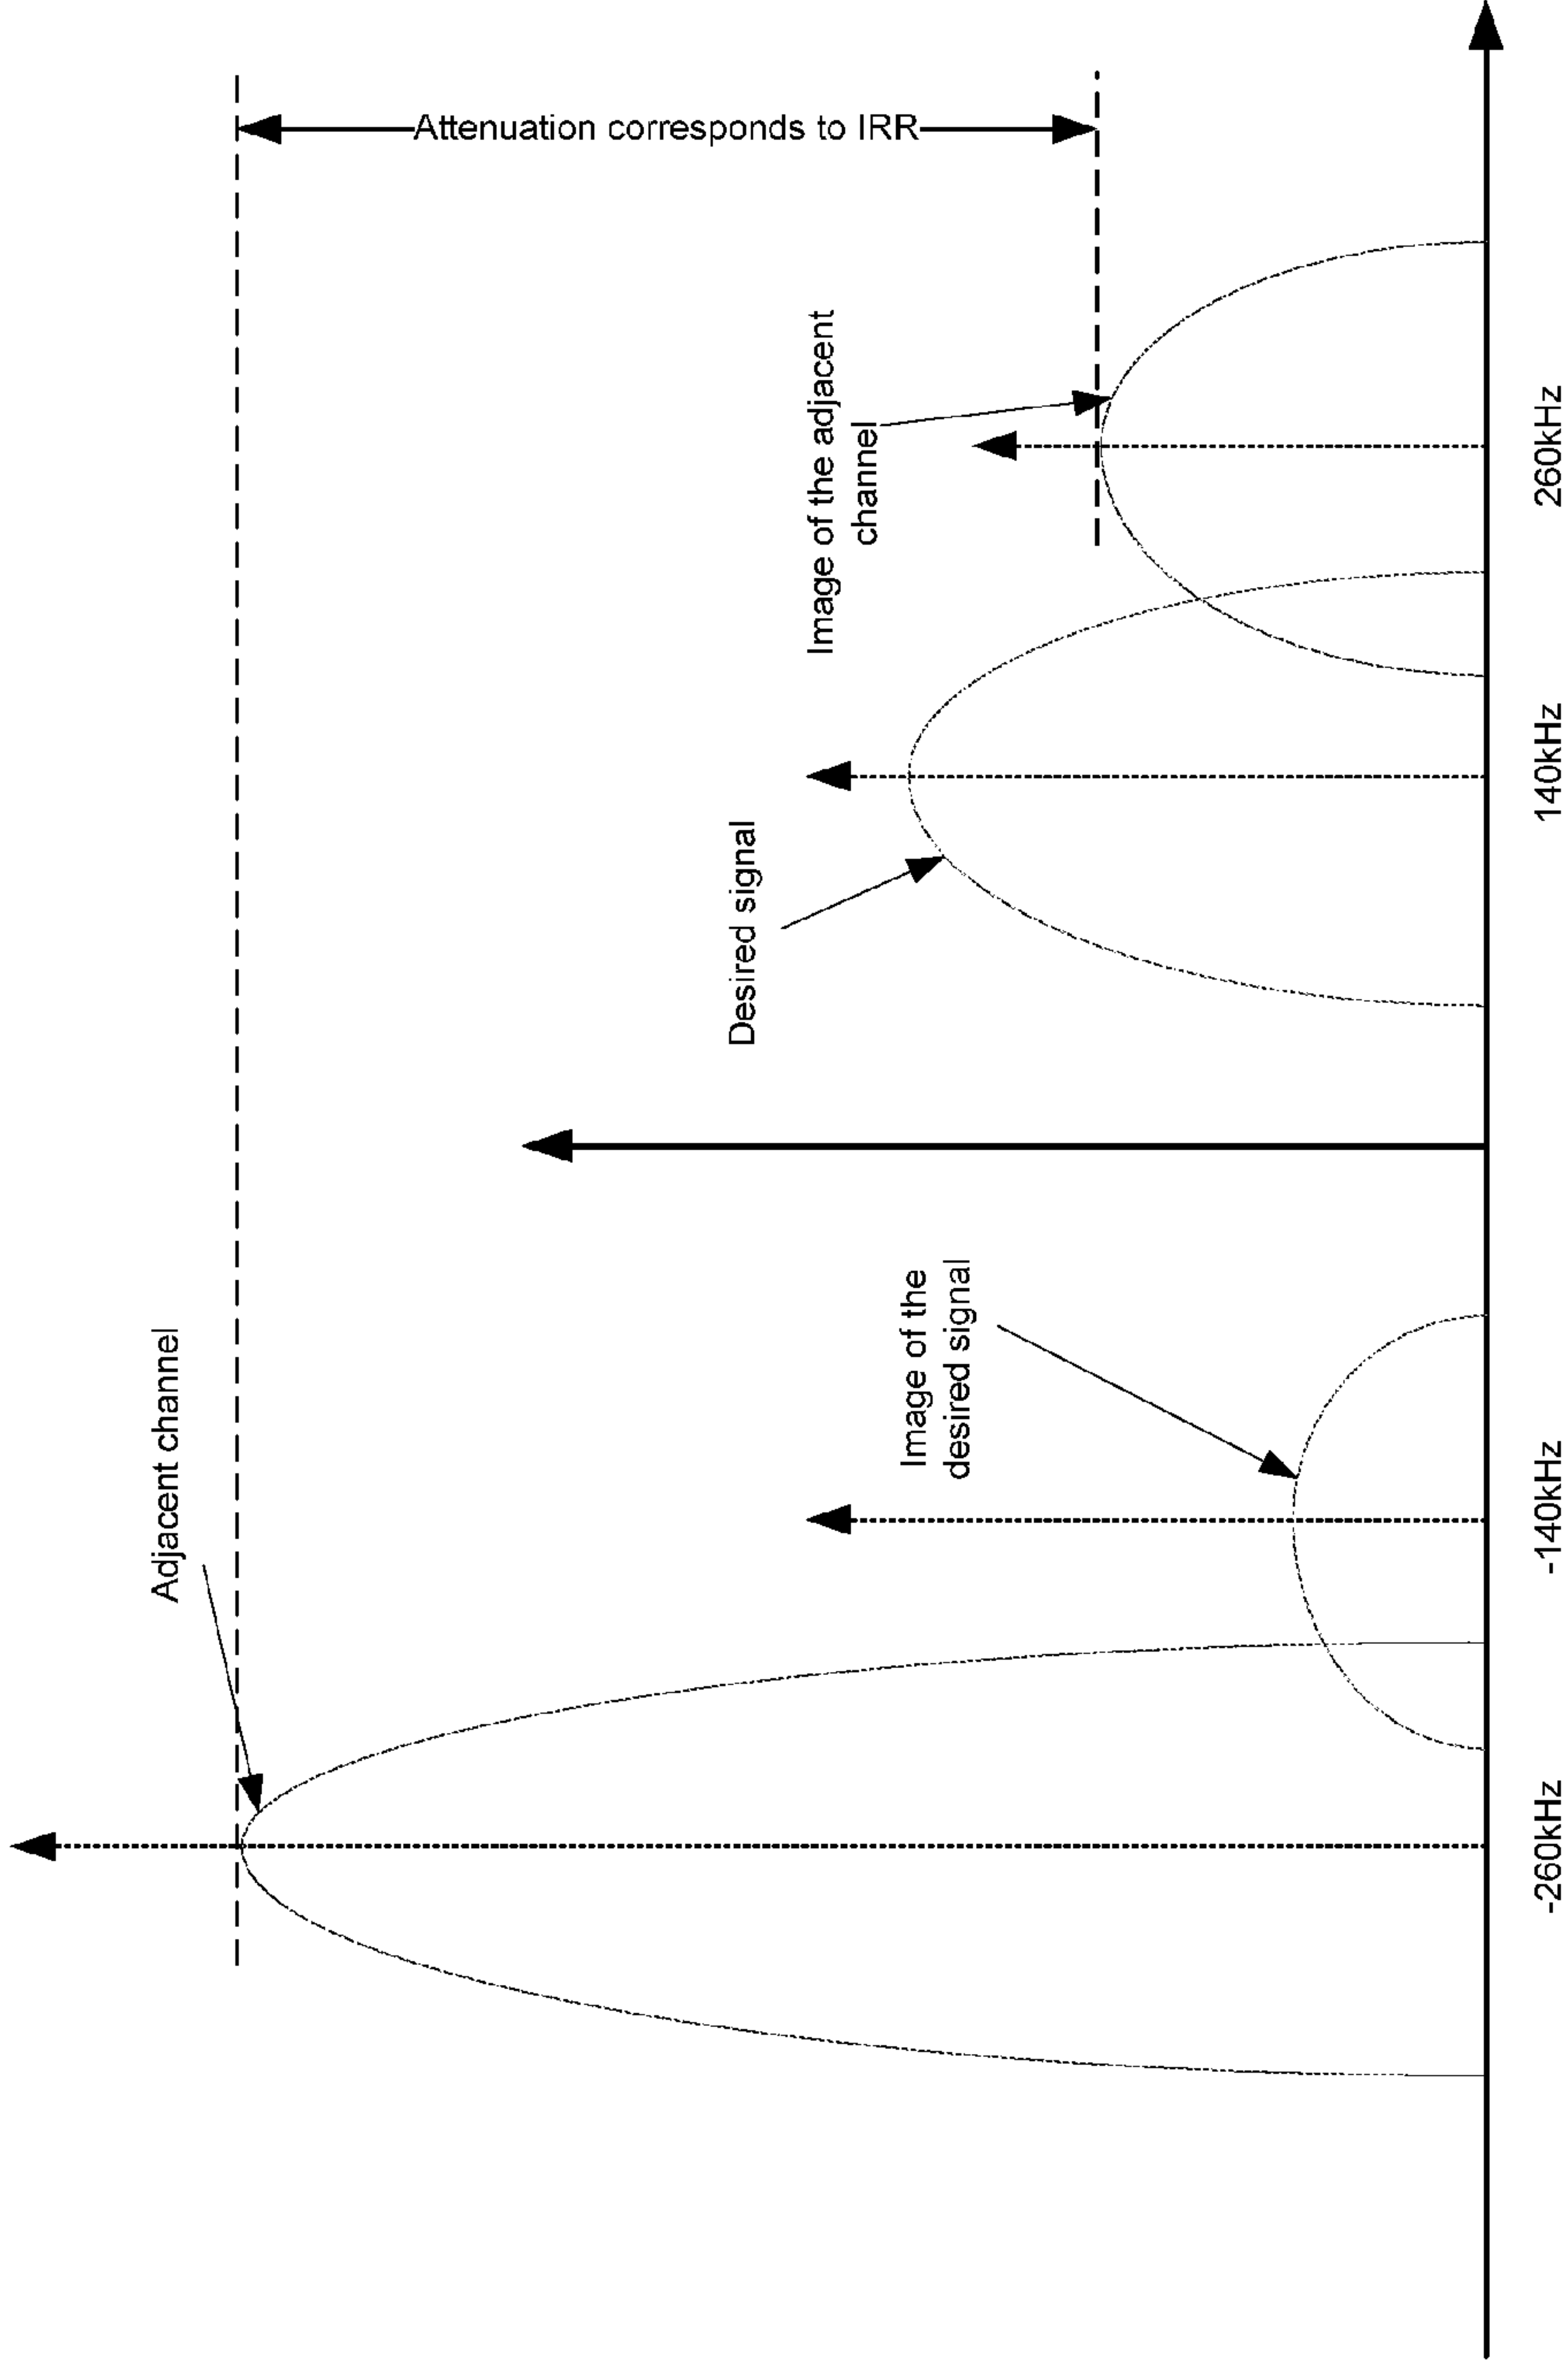 Adjacent channel
Attenuation corresponds to IRR
Image of the
desired signal
Desired signal
Image of the adjacent
channel
-260kHz
-140kHz
140kHz
260kHz